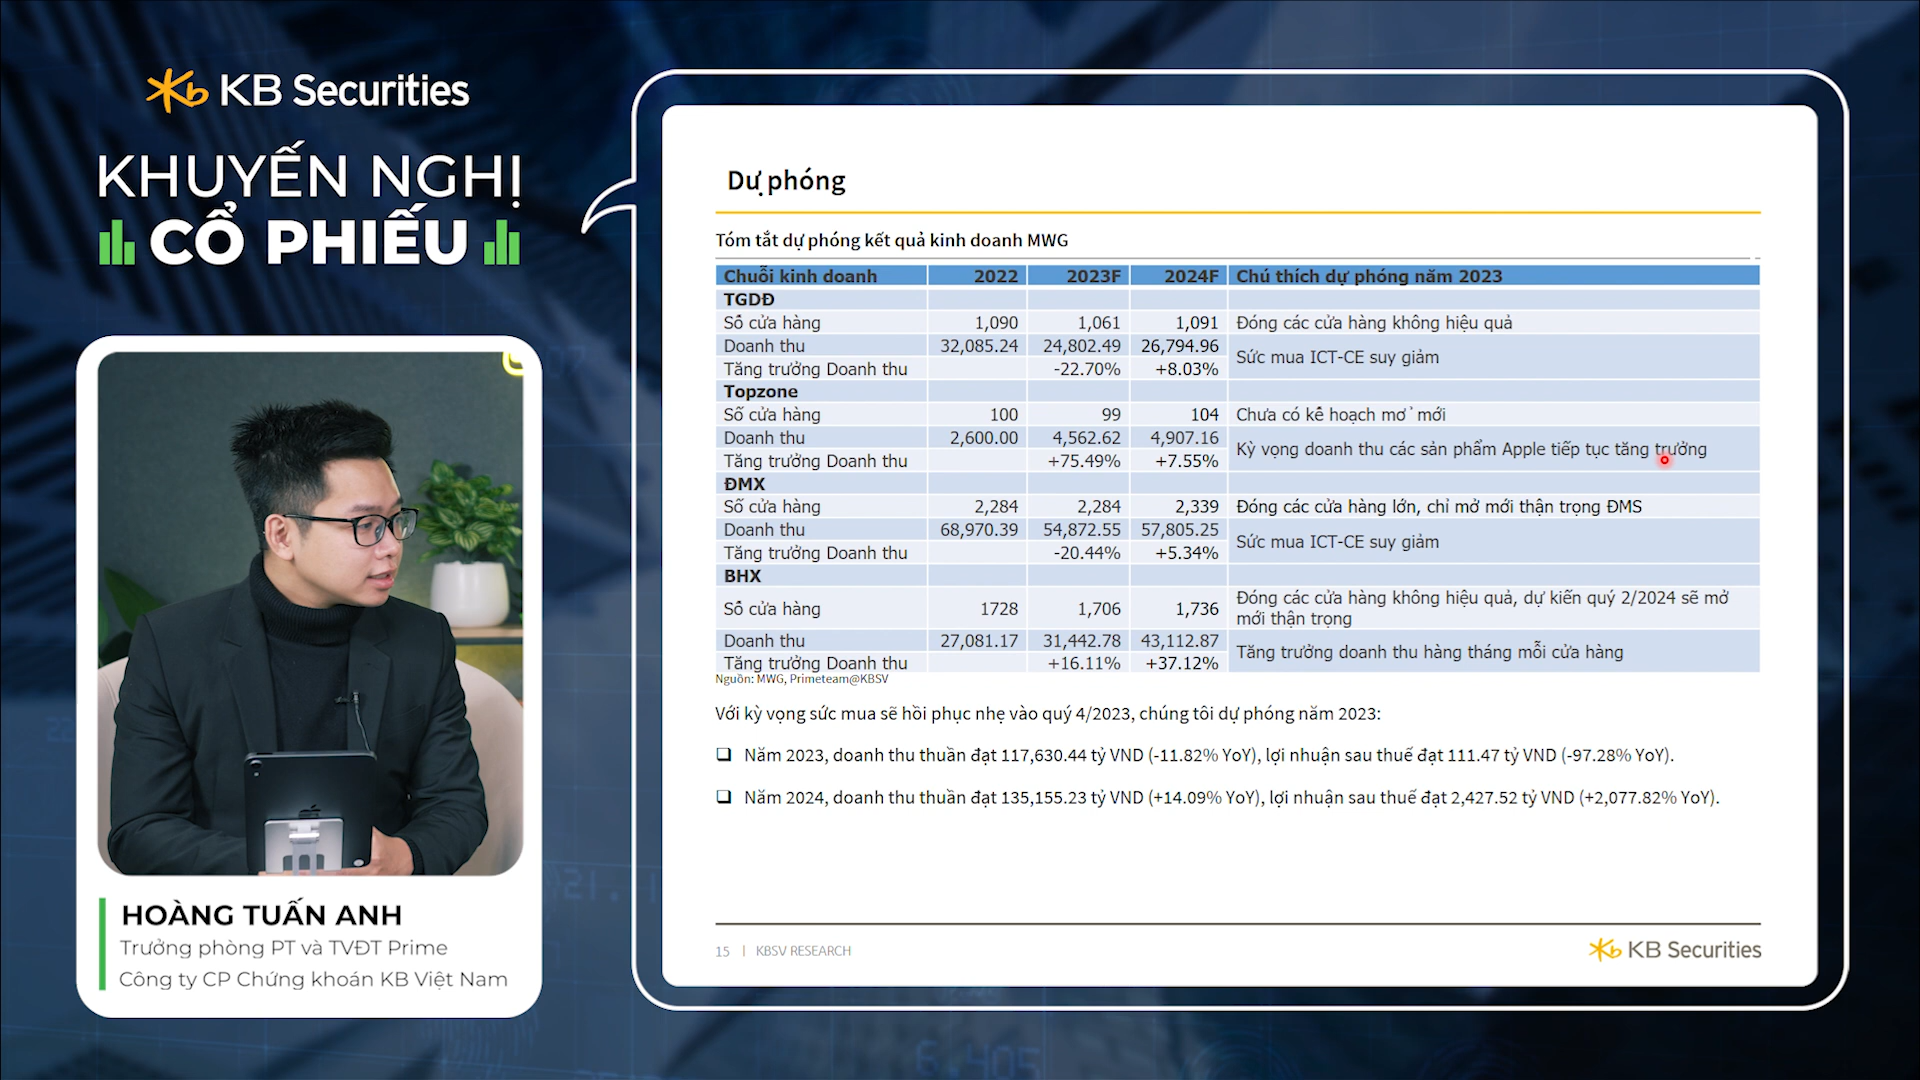 KB Securities
KHUYẾN NGHỊ
CỔ PHIẾU
HOÀNG TUẤN ANH
Trưởng phòng PT và TVĐT Prime
Công ty CP Chứng khoán KB Việt Nam
Dự phóng
Tóm tắt dự phóng kết quả kinh doanh MWG
Chuỗi kinh doanh 2022 2023F 2024F Chú thích dự phóng năm 2023
TGDĐ
Số cửa hàng 1,090 1,061 1,091 Đóng các cửa hàng không hiệu quả
Doanh thu 32,085.24 24,802.49 26,794.96 Sức mua ICT-CE suy giảm
Tăng trưởng Doanh thu -22.70% +8.03%
Topzone
Số cửa hàng 100 99 104 Chưa có kế hoạch mở mới
Doanh thu 2,600.00 4,562.62 4,907.16 Kỳ vọng doanh thu các sản phẩm Apple tiếp tục tăng trưởng
Tăng trưởng Doanh thu +75.49% +7.55%
ĐMX
Số cửa hàng 2,284 2,284 2,339 Đóng các cửa hàng lớn, chỉ mở mới thận trọng ĐMS
Doanh thu 68,970.39 54,872.55 57,805.25 Sức mua ICT-CE suy giảm
Tăng trưởng Doanh thu -20.44% +5.34%
BHX
Số cửa hàng 1728 1,706 1,736 Đóng các cửa hàng không hiệu quả, dự kiến quý 2/2024 sẽ mở
mới thận trọng
Doanh thu 27,081.17 31,442.78 43,112.87 Tăng trưởng doanh thu hàng tháng mỗi cửa hàng
Tăng trưởng Doanh thu +16.11% +37.12%
Nguồn: MWG, Primeteam@KBSV
Với kỳ vọng sức mua sẽ hồi phục nhẹ vào quý 4/2023, chúng tôi dự phóng năm 2023:
❑ Năm 2023, doanh thu thuần đạt 117,630.44 tỷ VND (-11.82% YoY), lợi nhuận sau thuế đạt 111.47 tỷ VND (-97.28% YoY).
❑ Năm 2024, doanh thu thuần đạt 135,155.23 tỷ VND (+14.09% YoY), lợi nhuận sau thuế đạt 2,427.52 tỷ VND (+2,077.82% YoY).
15 | KBSV RESEARCH
KB Securities